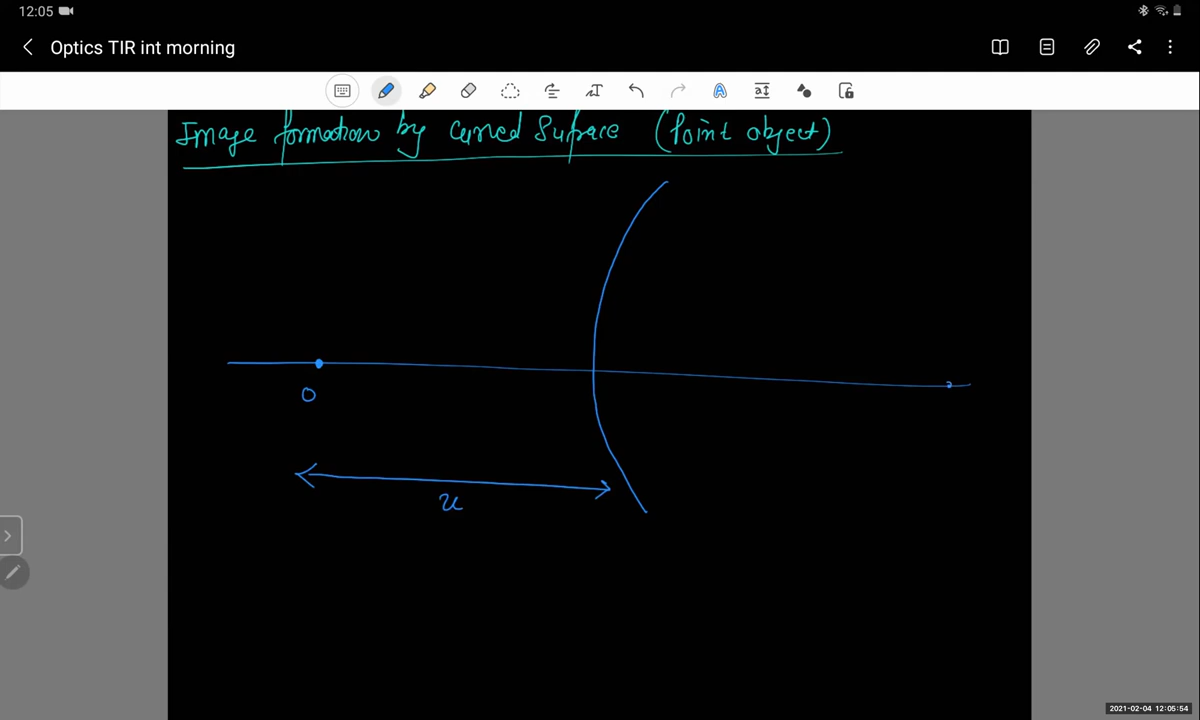 12:05
Optics TIR int morning
Image formation by Curved Surface (Point object)
O
u
2021-02-04 12:05:54